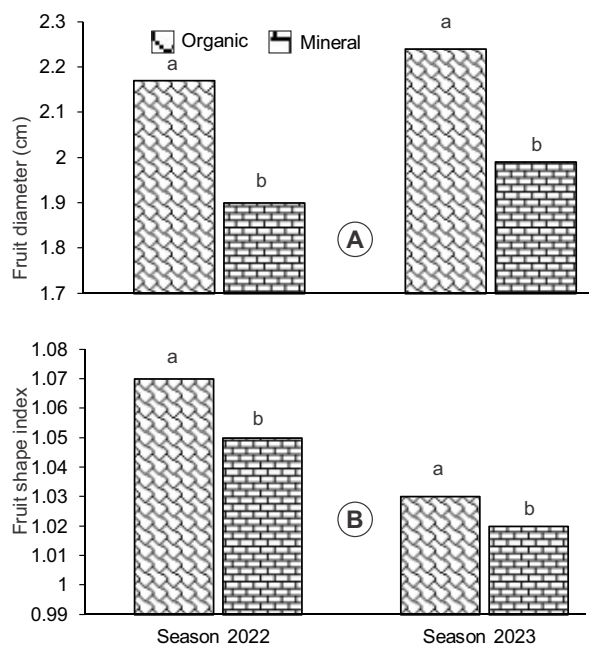 2.3
Organic Mineral
a
a
2.2
2.1
b
b
2
1.9
A
1.8
1.7
Fruit diameter (cm)
1.08
a
1.07
1.06
b
1.05
1.04
a
1.03
b
1.02
B
1.01
1
0.99
Fruit shape index
Season 2022 Season 2023